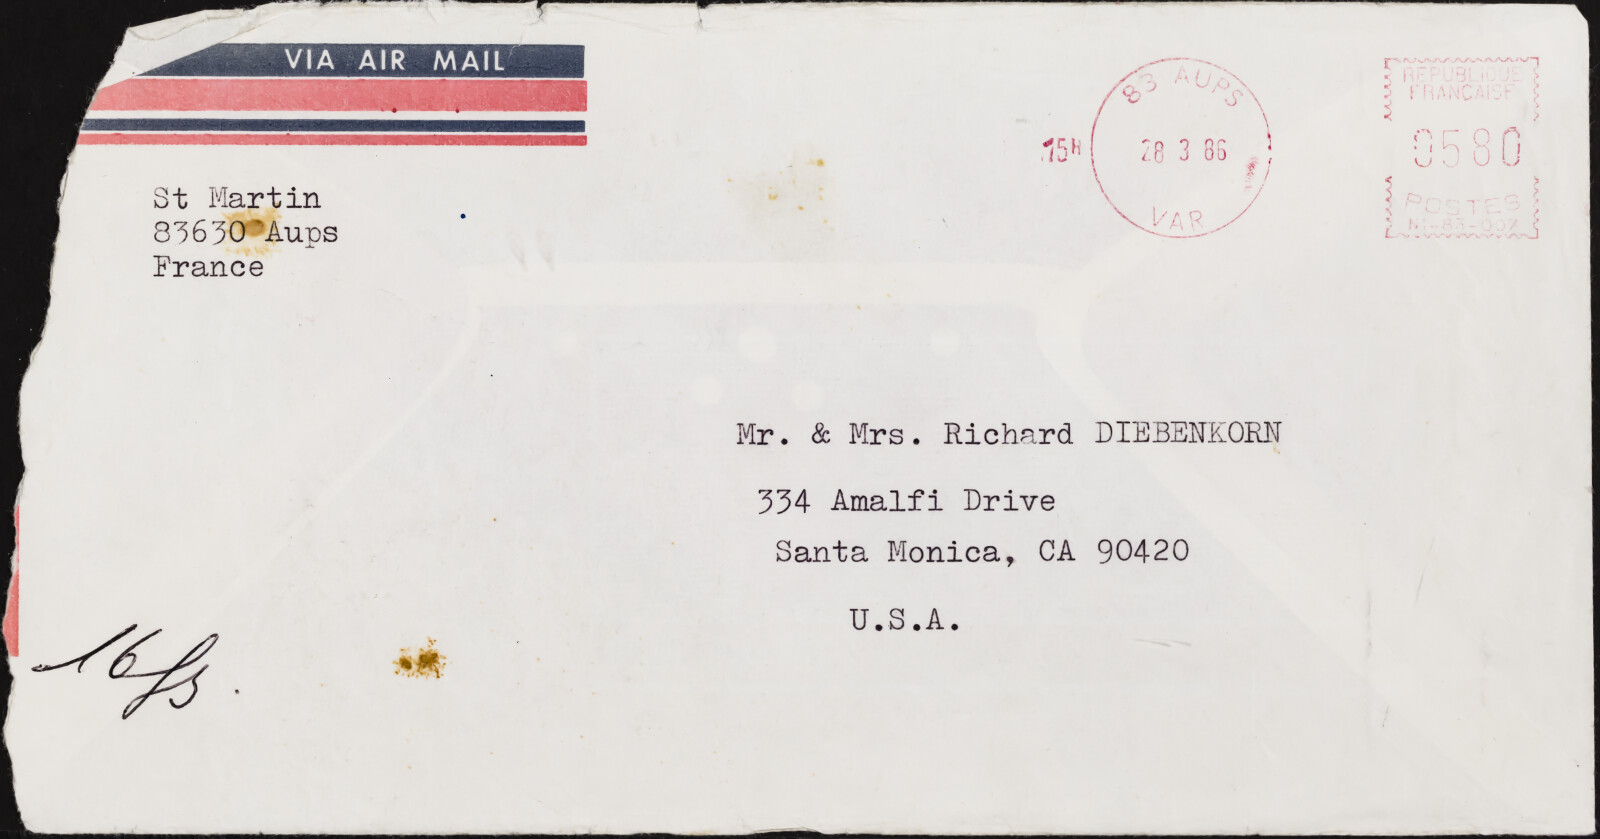 VIA AIR MAIL
St Martin
83630 Aups
France
15H
83 AUPS
28 3 86
VAR
REPUBLIQUE
FRANCAISE
0580
POSTES
Mr. & Mrs. Richard DIEBENKORN
334 Amalfi Drive
Santa Monica, CA 90420
U.S.A.
16